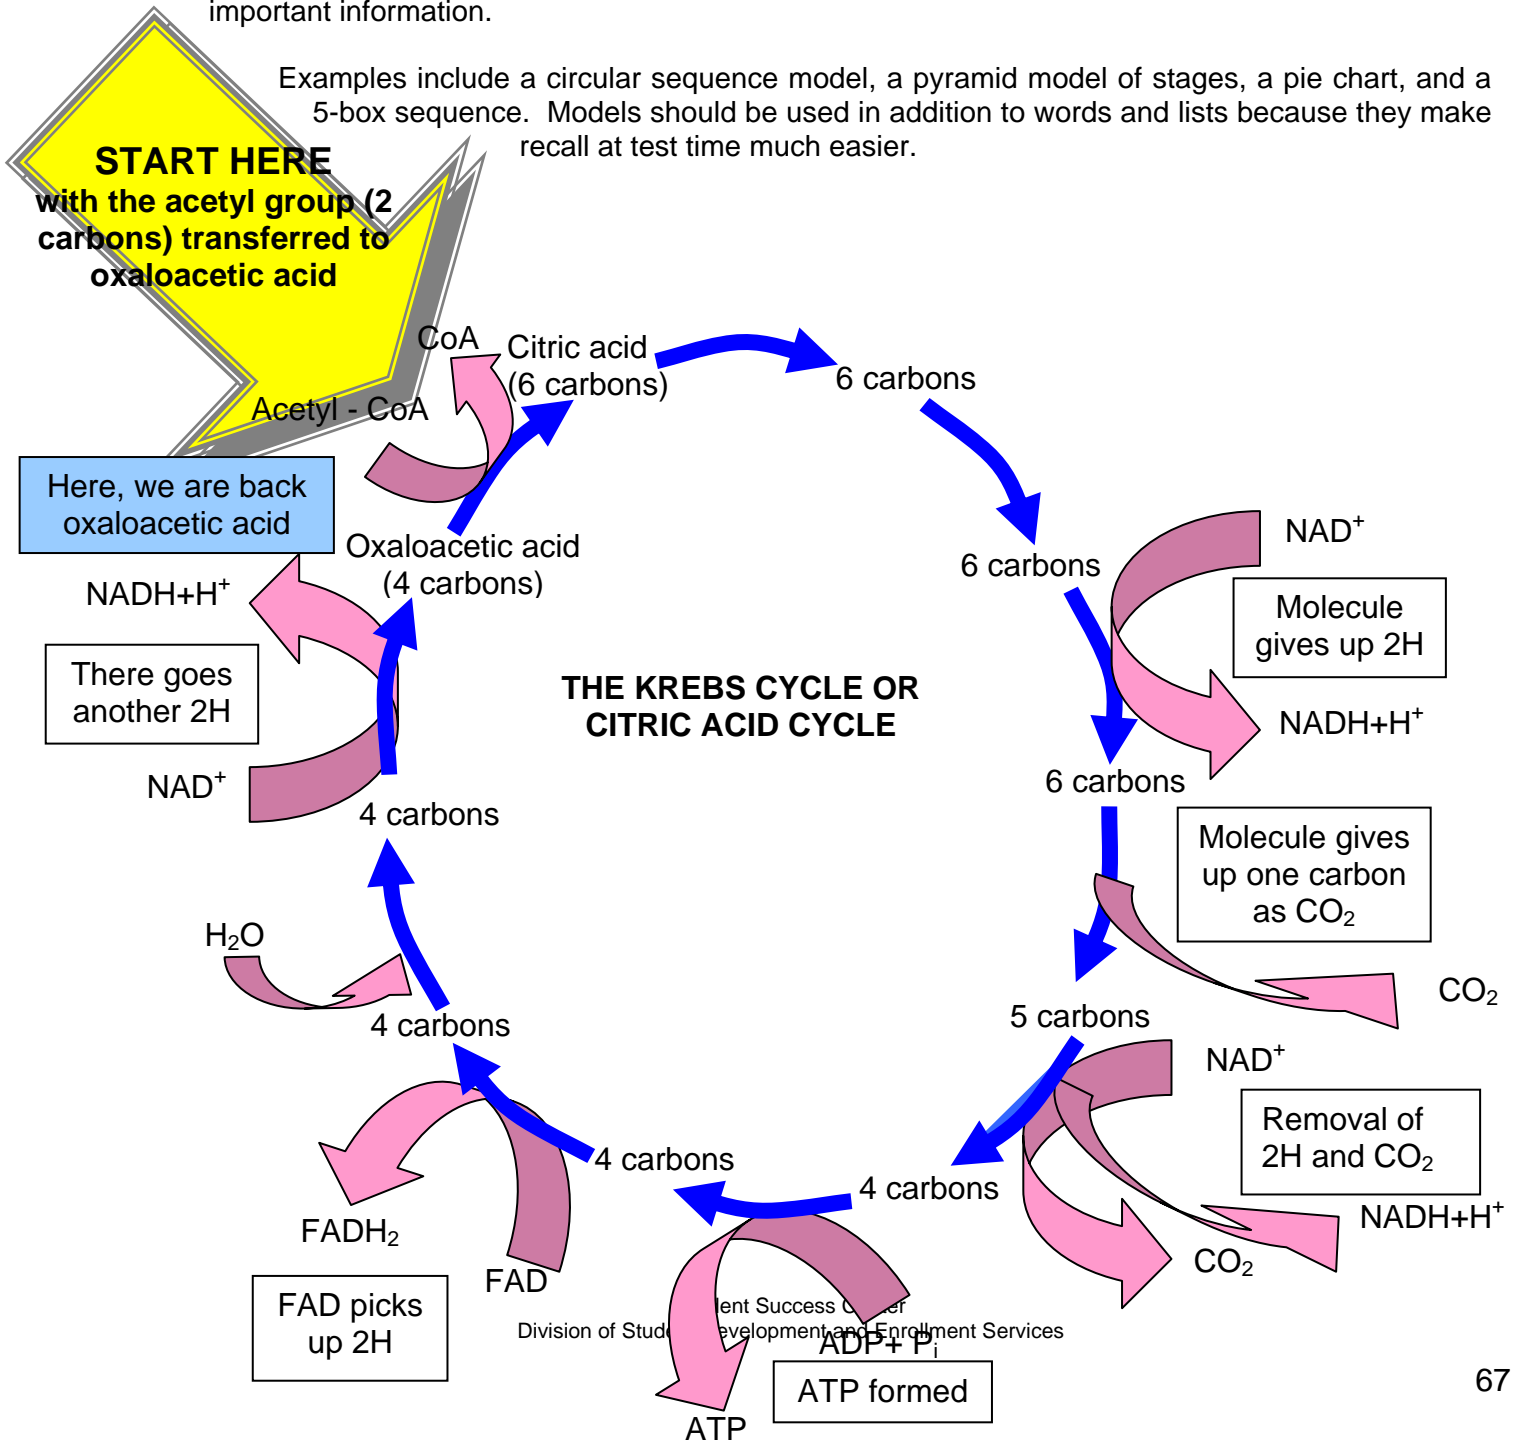 important information.
Examples include a circular sequence model, a pyramid model of stages, a pie chart, and a
5-box sequence. Models should be used in addition to words and lists because they make
recall at test time much easier.
START HERE
with the acetyl group (2
carbons) transferred to
oxaloacetic acid
CoA
Citric acid
(6 carbons)
6 carbons
Acetyl - CoA
Here, we are back
oxaloacetic acid
Oxaloacetic acid
(4 carbons)
6 carbons
NAD⁺
Molecule
gives up 2H
NADH+H⁺
NADH+H⁺
There goes
another 2H
NAD⁺
THE KREBS CYCLE OR
CITRIC ACID CYCLE
6 carbons
4 carbons
Molecule gives
up one carbon
as CO₂
CO₂
H₂O
4 carbons
5 carbons
NAD⁺
Removal of
2H and CO₂
NADH+H⁺
CO₂
4 carbons
4 carbons
FADH₂
FAD
FAD picks
up 2H
ADP+ Pᵢ
ATP formed
ATP
Success
Division of Development and Enrollment Services
67